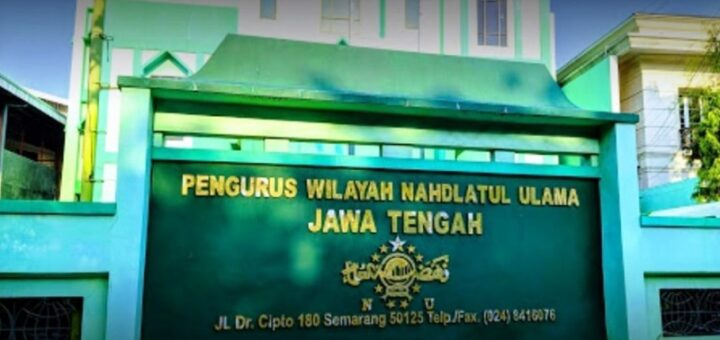 PENGURUS WILAYAH NAHDLATUL ULAMA
JAWA TENGAH
N U
JL Dr. Cipto 180 Semarang 50125 Telp./Fax. (024) 8416076